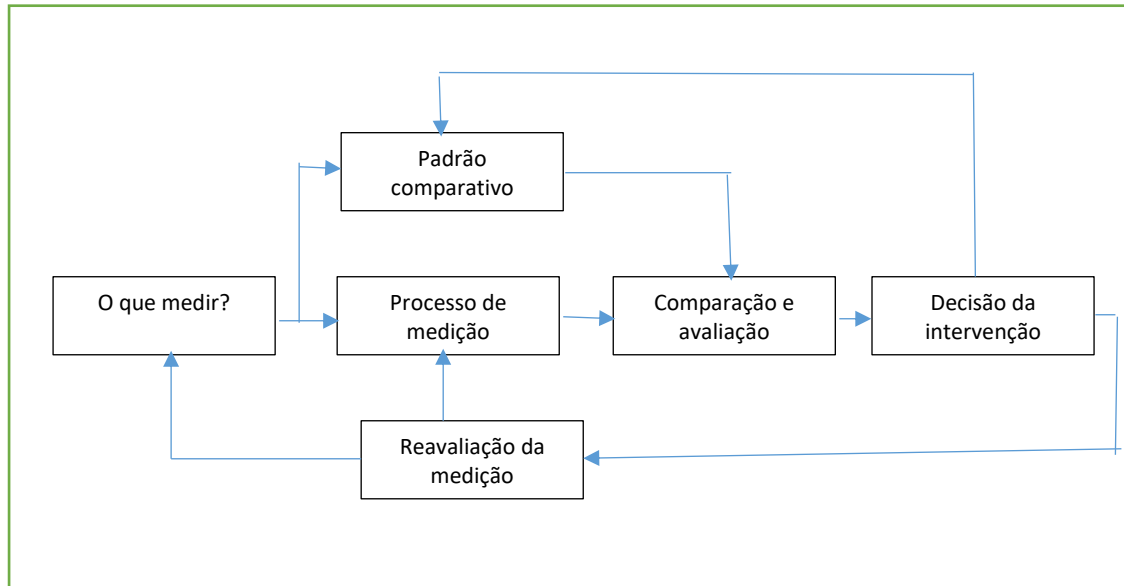 Padrão
comparativo
O que medir?
Processo de
medição
Comparação e
avaliação
Decisão da
intervenção
Reavaliação da
medição